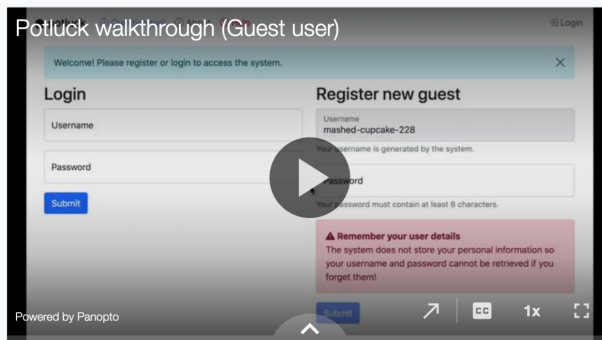 Potluck walkthrough (Guest user)
Login
Welcome! Please register or login to access the system.
Login
Username
Password
Submit
Register new guest
Username
mashed-cupcake-228
Your username is generated by the system.
Password
Your password must contain at least 8 characters.
Remember your user details
The system does not store your personal information so
your username and password cannot be retrieved if you
forget them!
Submit
Powered by Panopto
CC
1x